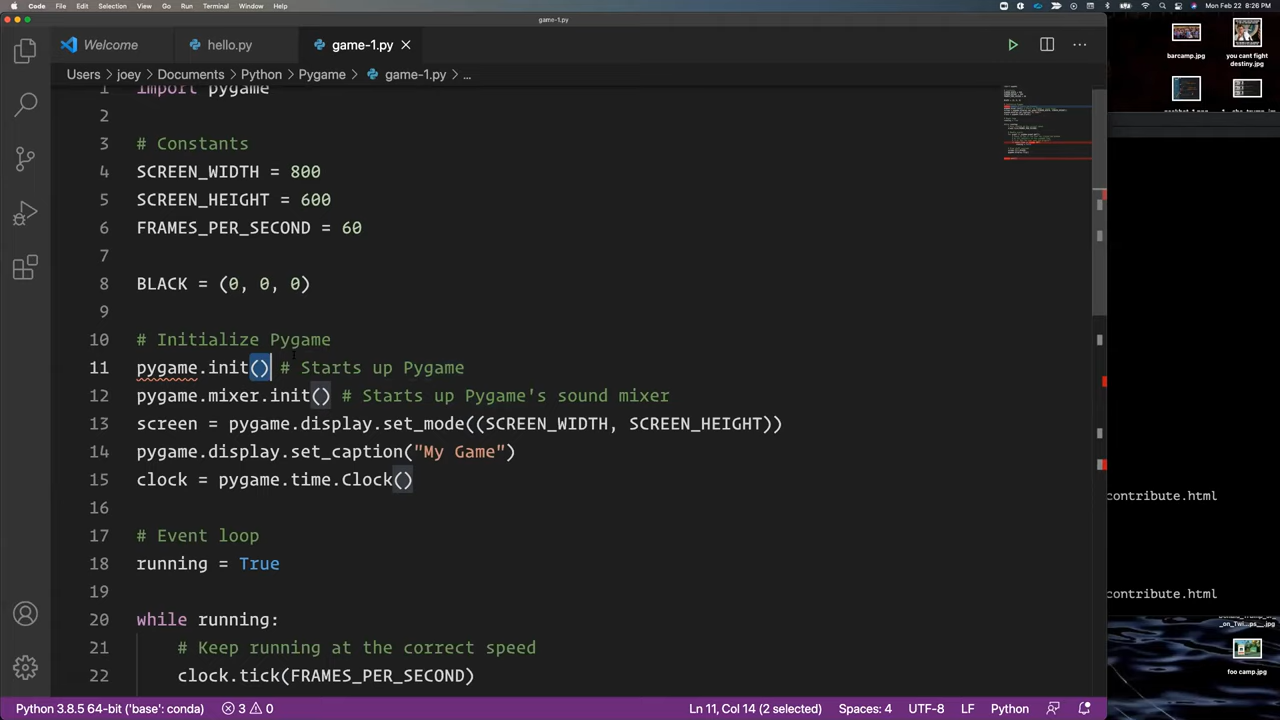 Code File Edit Selection View Go Run Terminal Window Help Mon Feb 22 8:26 PM
game-1.py
Welcome hello.py game-1.py
Users › joey › Documents › Python › Pygame › game-1.py › ...
1 import pygame
3 # Constants
4 SCREEN_WIDTH = 800
5 SCREEN_HEIGHT = 600
6 FRAMES_PER_SECOND = 60
7
8 BLACK = (0, 0, 0)
9
10 # Initialize Pygame
11 pygame.init() # Starts up Pygame
12 pygame.mixer.init() # Starts up Pygame's sound mixer
13 screen = pygame.display.set_mode((SCREEN_WIDTH, SCREEN_HEIGHT))
14 pygame.display.set_caption("My Game")
15 clock = pygame.time.Clock()
16
17 # Event loop
18 running = True
19
20 while running:
21 # Keep running at the correct speed
22 clock.tick(FRAMES_PER_SECOND)
Python 3.8.5 64-bit ('base': conda) 3 0 Ln 11, Col 14 (2 selected) Spaces: 4 UTF-8 LF Python
barcamp.jpg
you cant fight
destiny.jpg
contribute.html
contribute.html
_on_Twi...ps__.jpg
foo camp.jpg